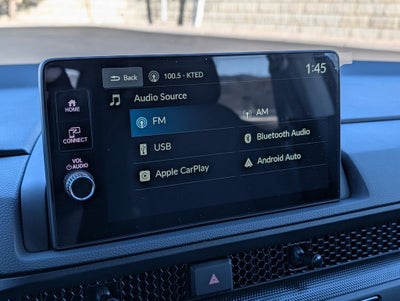 Back
100.5 - KTED
1:45
HOME
Audio Source
FM
AM
CONNECT
USB
Bluetooth Audio
VOL
AUDIO
Apple CarPlay
Android Auto